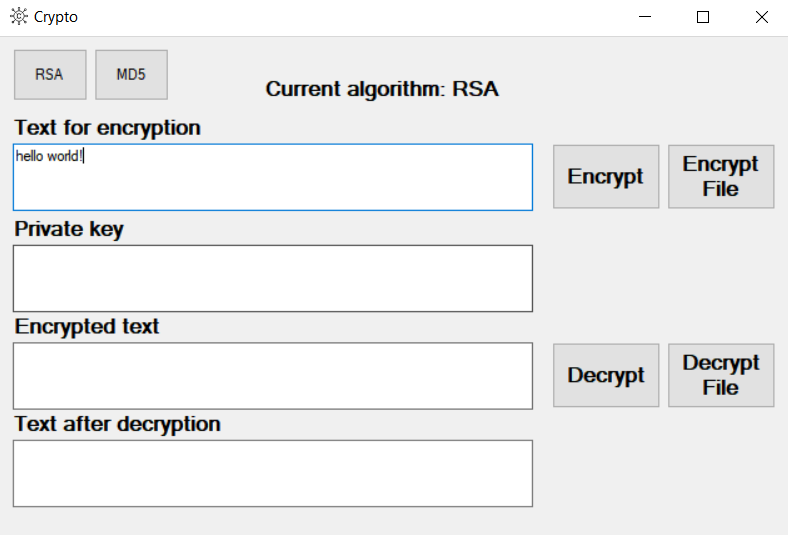 Crypto
RSA
MD5
Current algorithm: RSA
Text for encryption
hello world!
Encrypt
Encrypt
File
Private key
Encrypted text
Decrypt
Decrypt
File
Text after decryption